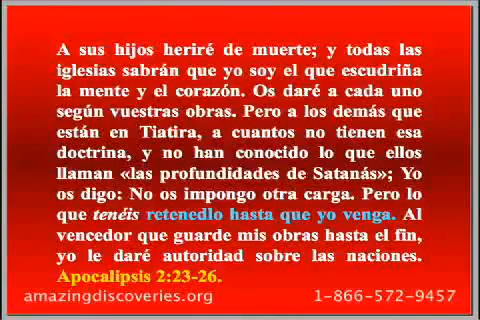 A sus hijos heriré de muerte; y todas las
iglesias sabrán que yo soy el que escudriña
la mente y el corazón. Os daré a cada uno
según vuestras obras. Pero a los demás que
están en Tiatira, a cuantos no tienen esa
doctrina, y no han conocido lo que ellos
llaman «las profundidades de Satanás»; Yo
os digo: No os impongo otra carga. Pero lo
que tenéis retenedlo hasta que yo venga. Al
vencedor que guarde mis obras hasta el fin,
yo le daré autoridad sobre las naciones.
Apocalipsis 2:23-26.
amazingdiscoveries.org 1-866-572-9457